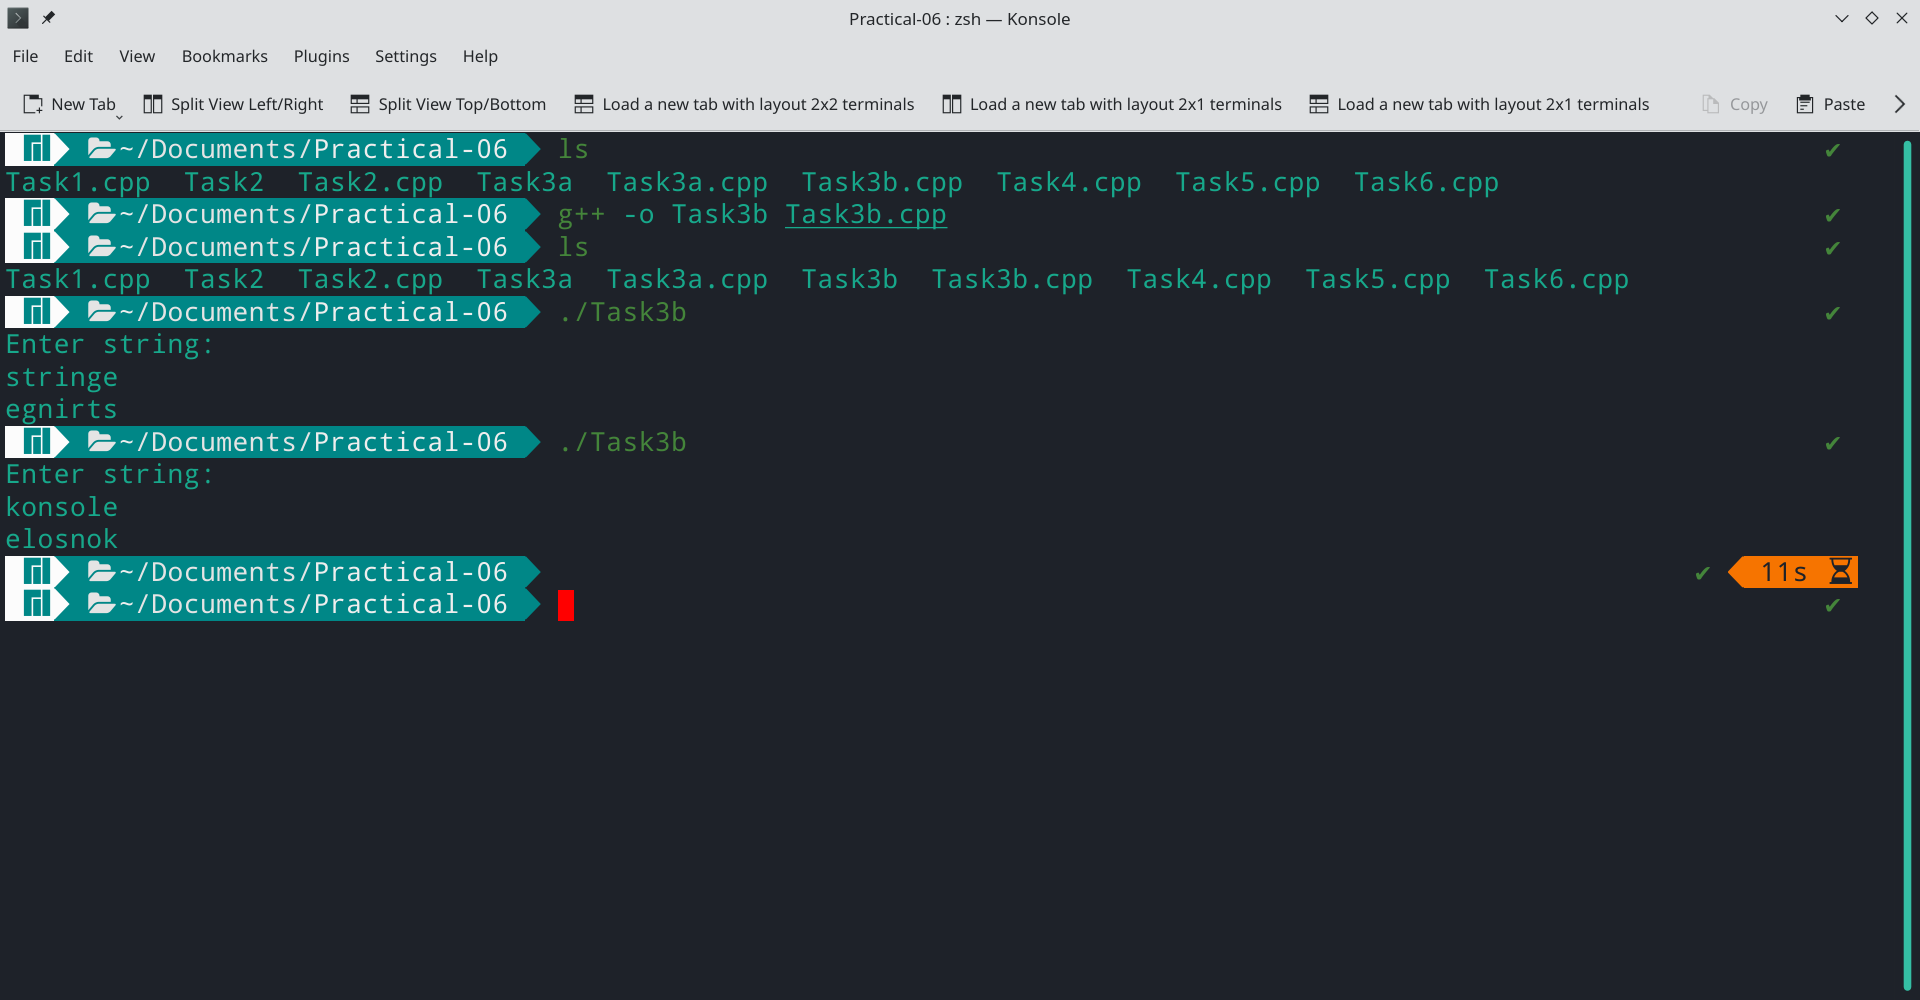 Practical-06 : zsh — Konsole
File Edit View Bookmarks Plugins Settings Help
New Tab Split View Left/Right Split View Top/Bottom Load a new tab with layout 2x2 terminals Load a new tab with layout 2x1 terminals Load a new tab with layout 2x1 terminals Copy Paste
~/Documents/Practical-06 ls ✔
Task1.cpp Task2 Task2.cpp Task3a Task3a.cpp Task3b.cpp Task4.cpp Task5.cpp Task6.cpp
~/Documents/Practical-06 g++ -o Task3b Task3b.cpp ✔
~/Documents/Practical-06 ls ✔
Task1.cpp Task2 Task2.cpp Task3a Task3a.cpp Task3b Task3b.cpp Task4.cpp Task5.cpp Task6.cpp
~/Documents/Practical-06 ./Task3b ✔
Enter string:
stringe
egnirts
~/Documents/Practical-06 ./Task3b ✔
Enter string:
konsole
elosnok
~/Documents/Practical-06 ✔ 11s
~/Documents/Practical-06 ✔